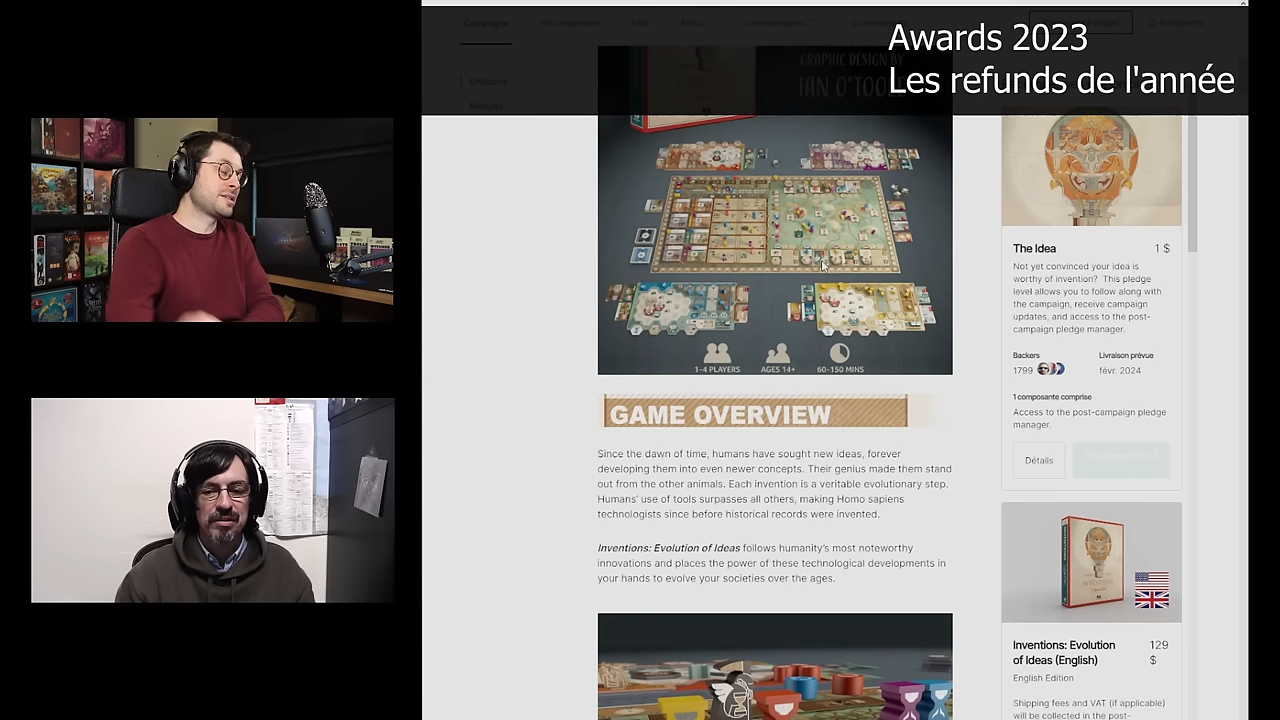 Awards 2023
Les refunds de l'année
Campagne
FAQ
Risques
GRAPHIC DESIGN BY
IAN O'TOOLE
1-4 PLAYERS
AGES 14+
60-150 MINS
GAME OVERVIEW
Since the dawn of time, humans have sought new ideas, forever
developing them into even newer concepts. Their genius made them stand
out from the other animals. Each invention is a veritable evolutionary step.
Humans' use of tools surpasses all others, making Homo sapiens
technologists since before historical records were invented.
Inventions: Evolution of Ideas follows humanity's most noteworthy
innovations and places the power of these technological developments in
your hands to evolve your societies over the ages.
The Idea 1 $
Not yet convinced your idea is
worthy of invention? This pledge
level allows you to follow along with
the campaign, receive campaign
updates, and access to the post-
campaign pledge manager.
Backers
1799
Livraison prévue
févr. 2024
1 composante comprise
Access to the post-campaign pledge
manager.
Détails
Inventions: Evolution
of Ideas (English)
129
$
English Edition
Shipping fees and VAT (if applicable)
will be collected in the post-